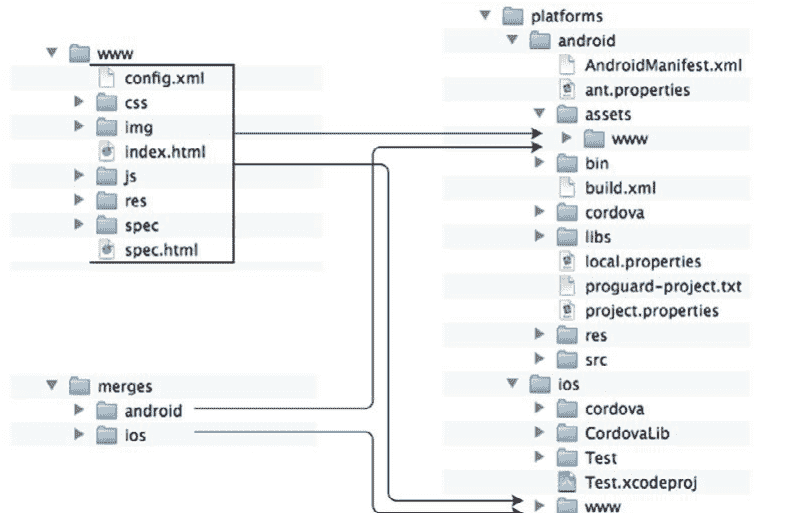 www
config.xml
css
img
index.html
js
res
spec
spec.html
merges
android
ios
platforms
android
AndroidManifest.xml
ant.properties
assets
www
bin
build.xml
cordova
libs
local.properties
proguard-project.txt
project.properties
res
src
ios
cordova
CordovaLib
Test
Test.xcodeproj
www